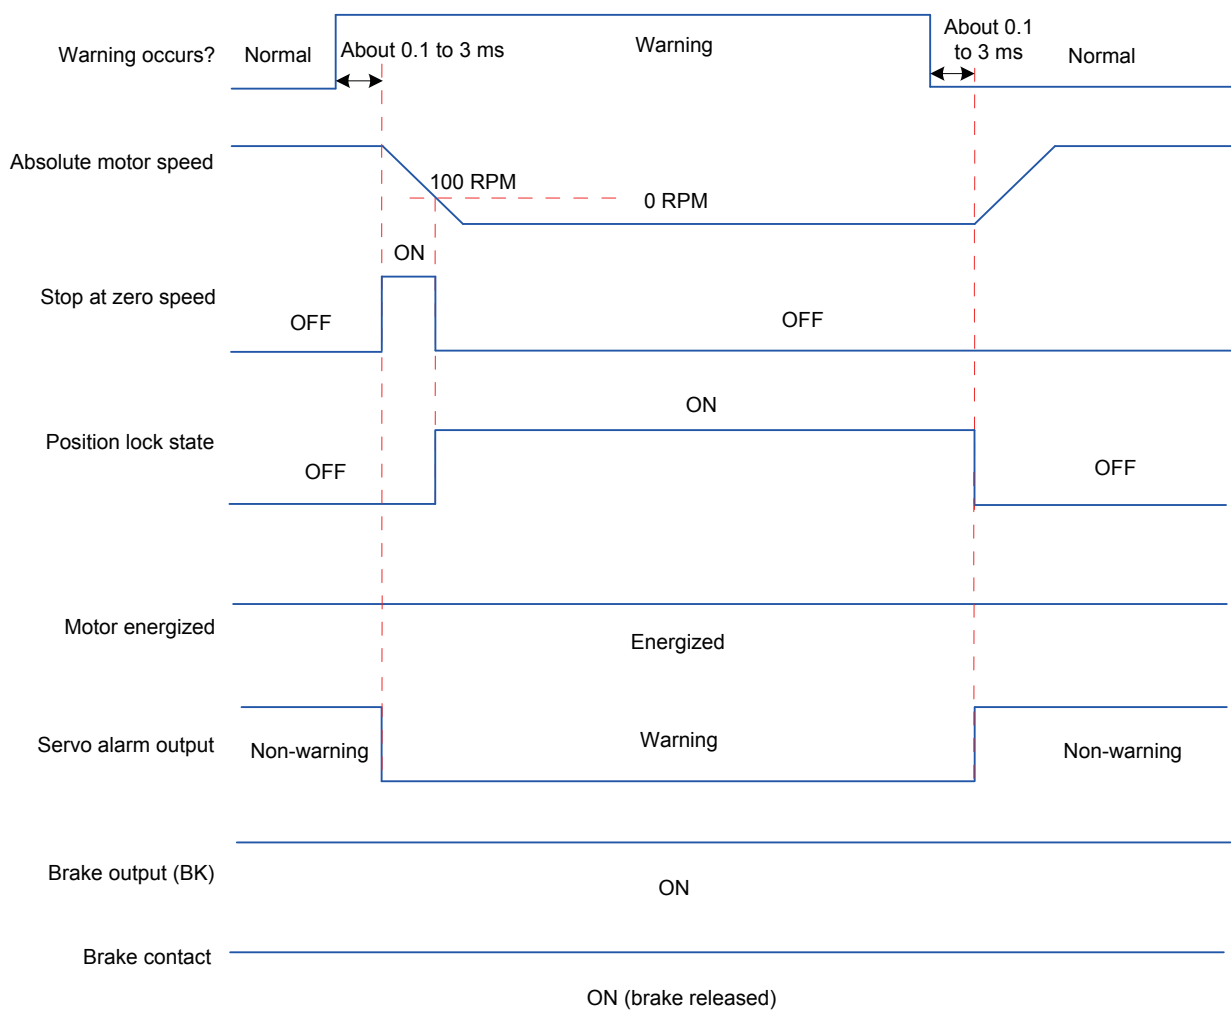 Warning occurs?
Normal
About 0.1 to 3 ms
Warning
About 0.1
to 3 ms
Normal
Absolute motor speed
100 RPM
0 RPM
Stop at zero speed
OFF
ON
OFF
Position lock state
OFF
ON
OFF
Motor energized
Energized
Servo alarm output
Non-warning
Warning
Non-warning
Brake output (BK)
ON
Brake contact
ON (brake released)